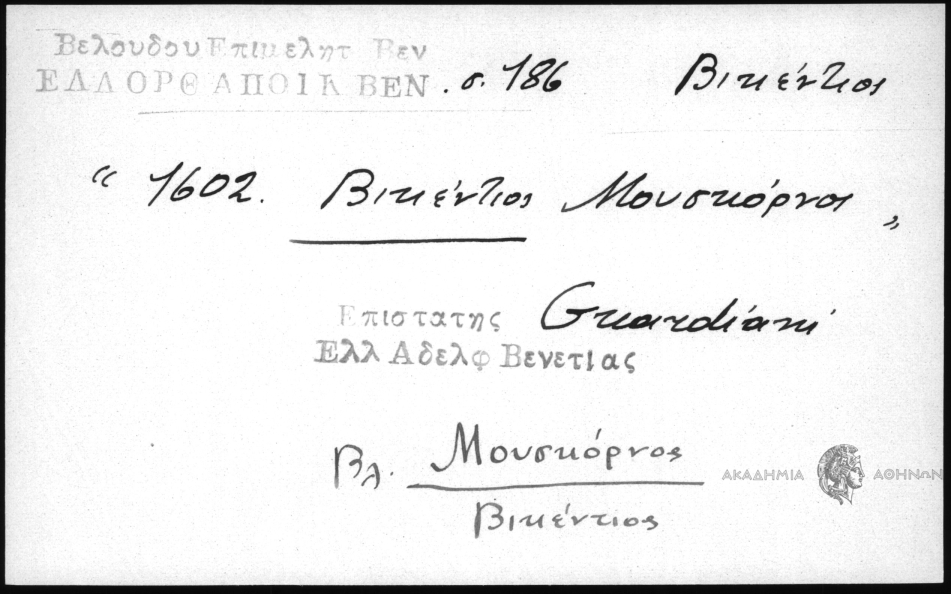 Βελουδου Επιμελητ Βεν
ΕΛΛ ΟΡΘ ΑΠΟΙΚ ΒΕΝ. σ. 186 Βικέντιος
“ 1602. Βικέντιος Μουσκόρνος „
Επιστατης Guardiani
Ελλ Αδελφ Βενετιας
Βλ. Μουσκόρνος
Βικέντιος
ΑΚΑΔΗΜΙΑ ΑΘΗΝΩΝ